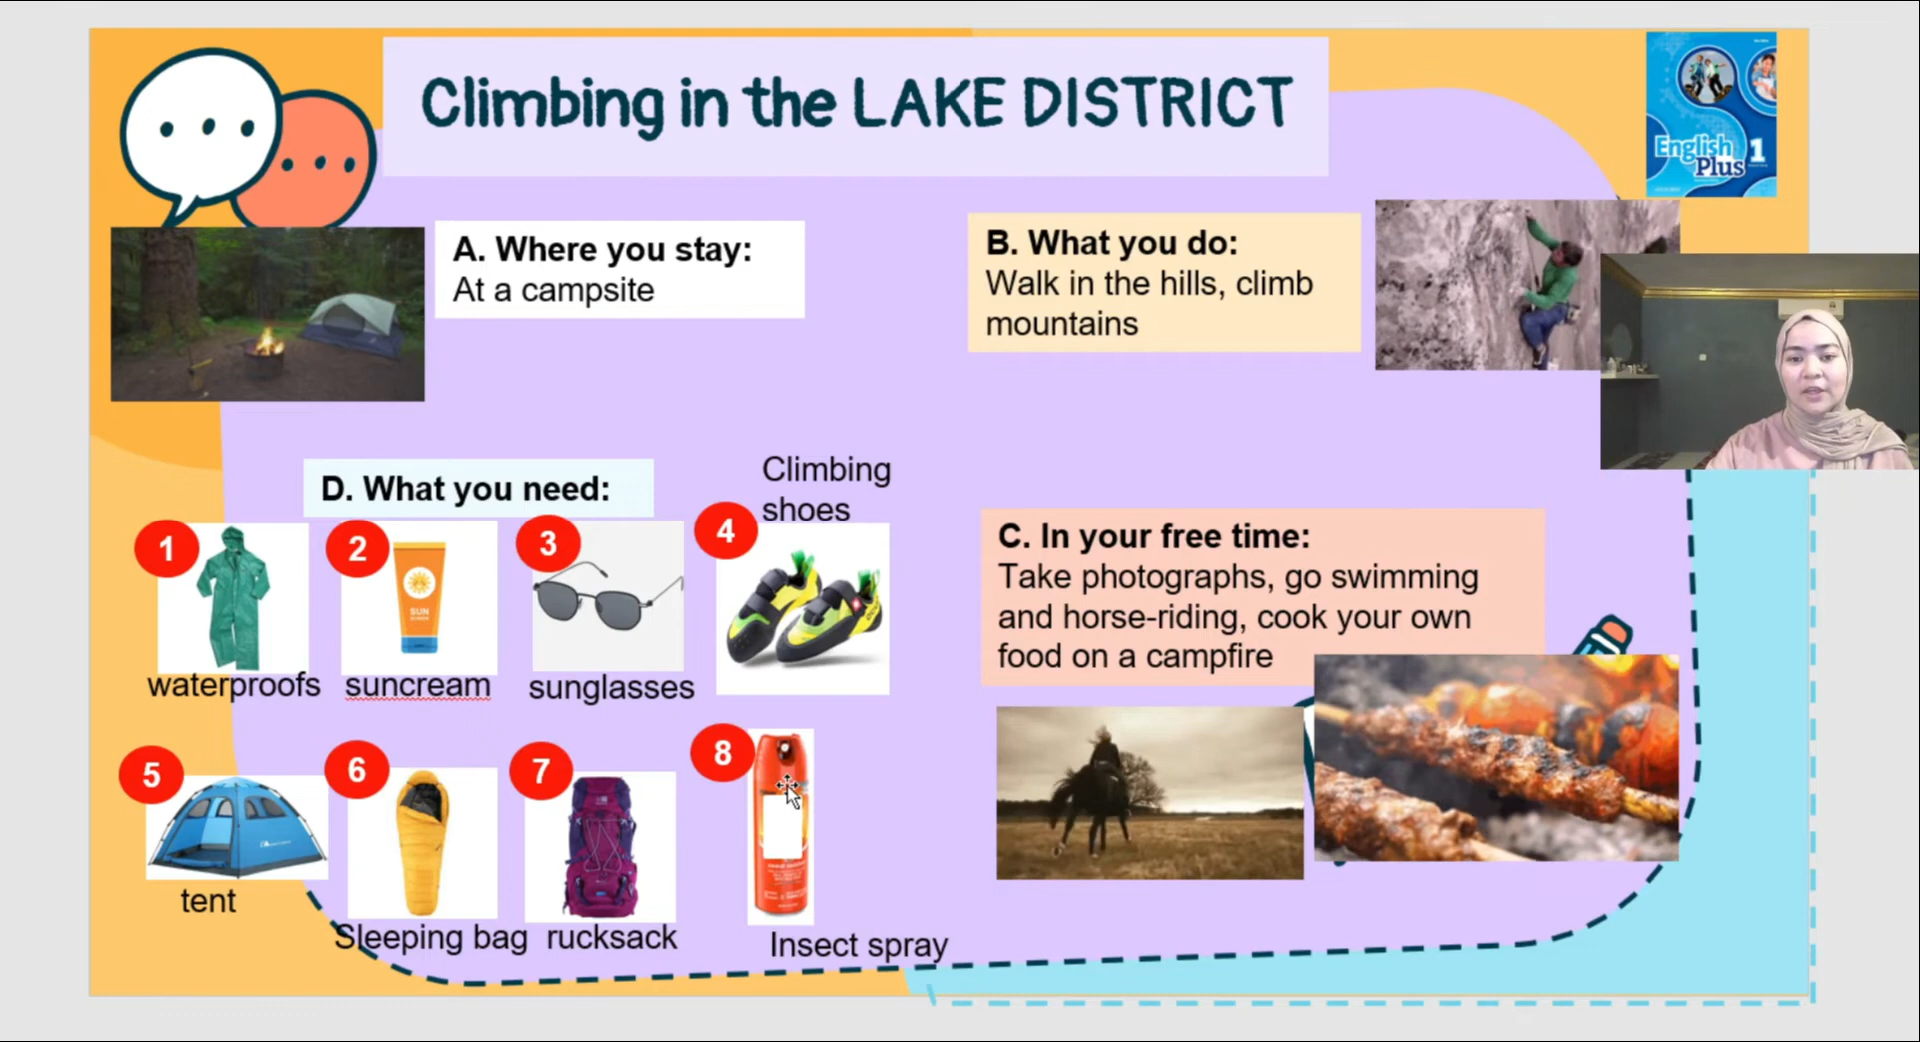 Climbing in the LAKE DISTRICT
English
Plus 1
A. Where you stay:
At a campsite
B. What you do:
Walk in the hills, climb
mountains
D. What you need:
Climbing
shoes
1
2
3
4
SUN
waterproofs
suncream
sunglasses
C. In your free time:
Take photographs, go swimming
and horse-riding, cook your own
food on a campfire
5
6
7
8
tent
Sleeping bag
rucksack
Insect spray